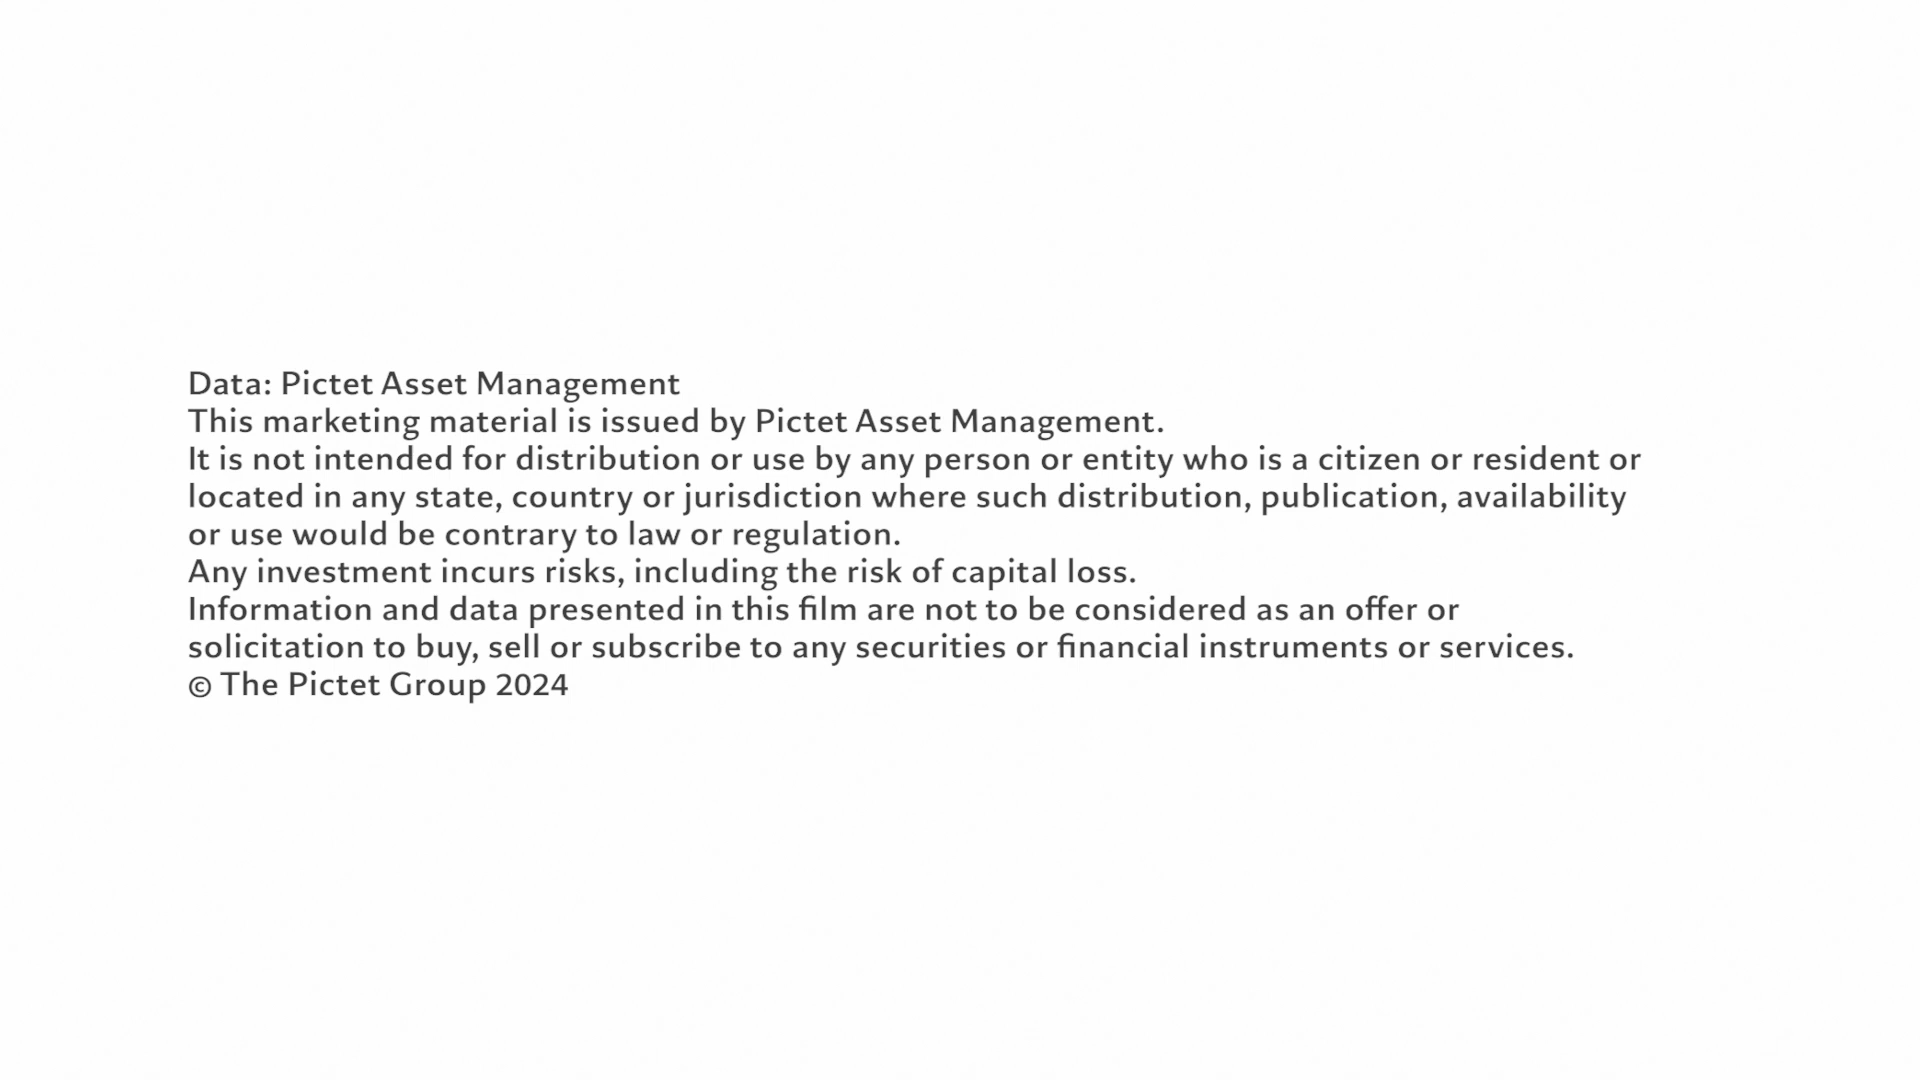 Data: Pictet Asset Management
This marketing material is issued by Pictet Asset Management.
It is not intended for distribution or use by any person or entity who is a citizen or resident or
located in any state, country or jurisdiction where such distribution, publication, availability
or use would be contrary to law or regulation.
Any investment incurs risks, including the risk of capital loss.
Information and data presented in this film are not to be considered as an offer or
solicitation to buy, sell or subscribe to any securities or financial instruments or services.
© The Pictet Group 2024